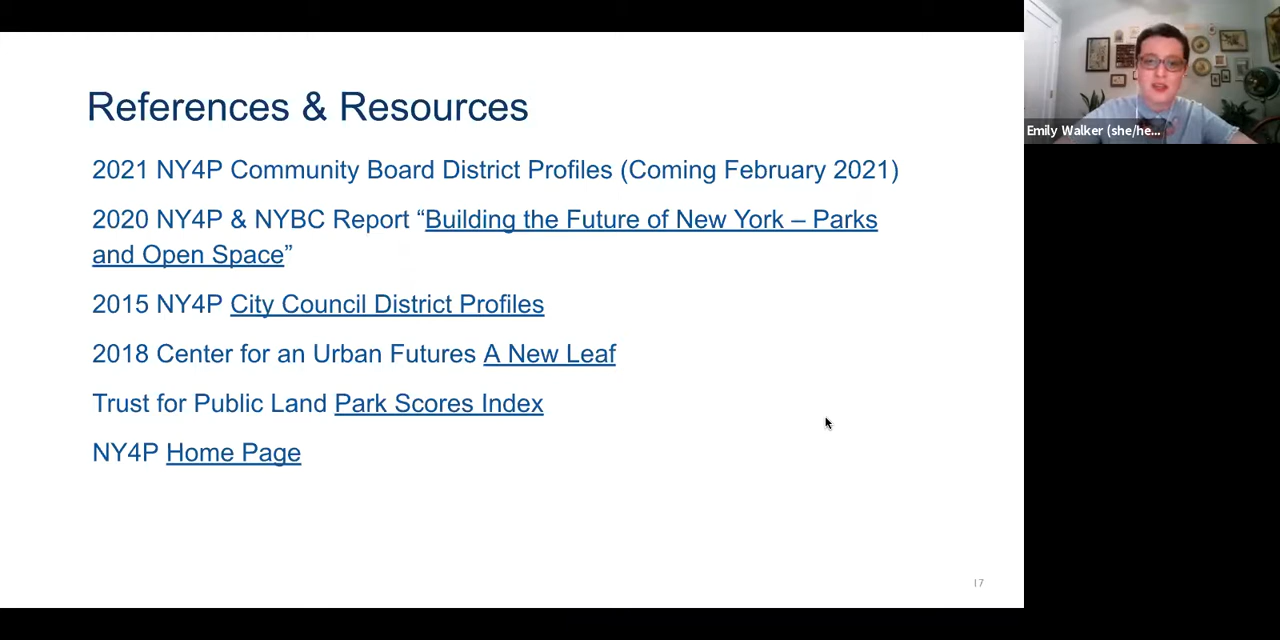 References & Resources
2021 NY4P Community Board District Profiles (Coming February 2021)
2020 NY4P & NYBC Report “Building the Future of New York – Parks
and Open Space”
2015 NY4P City Council District Profiles
2018 Center for an Urban Futures A New Leaf
Trust for Public Land Park Scores Index
NY4P Home Page
17
Emily Walker (she/he...